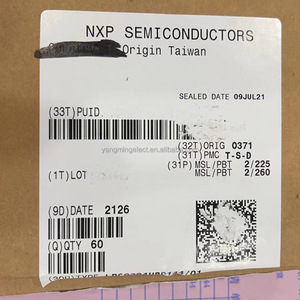 NXP SEMICONDUCTORS
Origin Taiwan
SEALED DATE 09JUL21
(33T)PUID
yangmingelect.en.alibaba.com
(32T)ORIG 0371
(31T)PMC T-S-D
(31P) MSL/PBT 2/225
MSL/PBT 2/260
(1T)LOT
(9D)DATE 2126
(Q)QTY 60